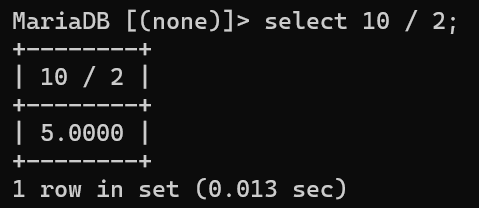 MariaDB [(none)]> select 10 / 2;
+--------+
| 10 / 2 |
+--------+
| 5.0000 |
+--------+
1 row in set (0.013 sec)